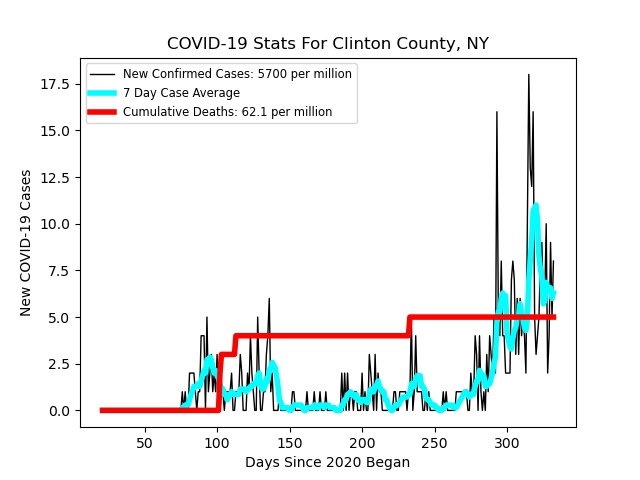 COVID-19 Stats For Clinton County, NY
New Confirmed Cases: 5700 per million
7 Day Case Average
Cumulative Deaths: 62.1 per million
New COVID-19 Cases
17.5
15.0
12.5
10.0
7.5
5.0
2.5
0.0
50 100 150 200 250 300
Days Since 2020 Began